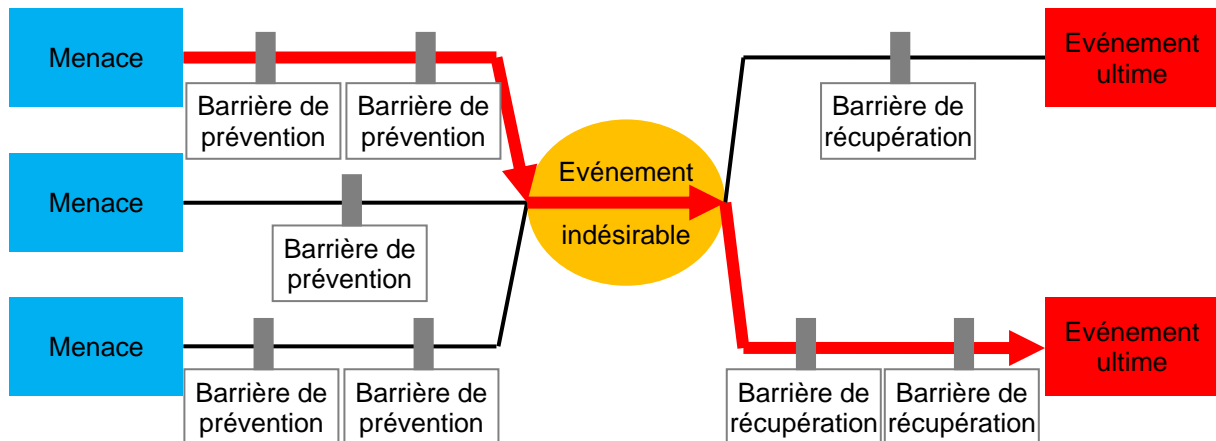 Menace
Barrière de
prévention
Barrière de
prévention
Menace
Barrière de
prévention
Menace
Barrière de
prévention
Barrière de
prévention
Evénement
indésirable
Barrière de
récupération
Evénement
ultime
Barrière de
récupération
Barrière de
récupération
Evénement
ultime